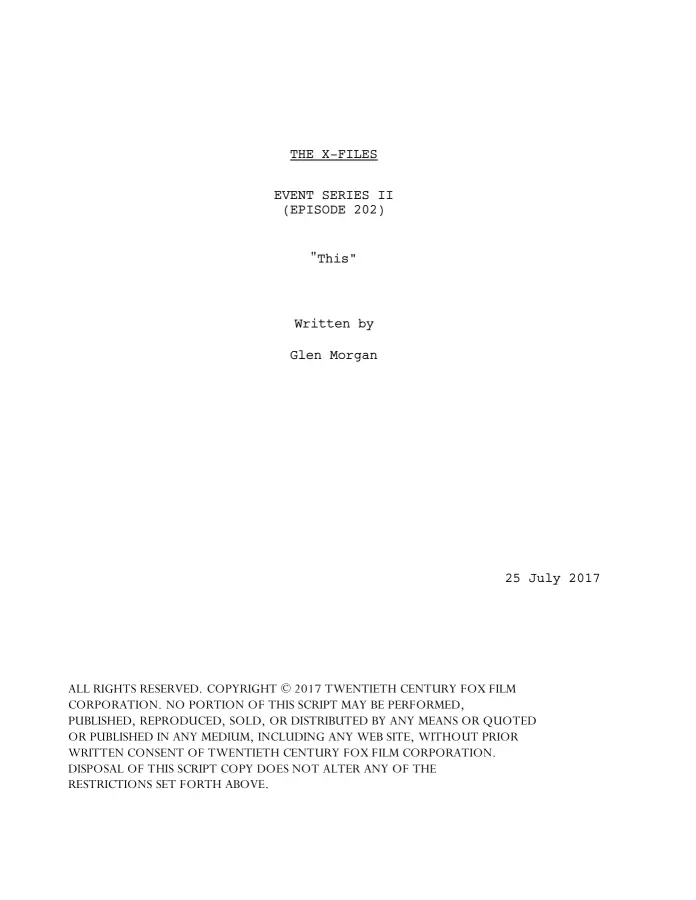 THE X-FILES
EVENT SERIES II
(EPISODE 202)
"This"
Written by
Glen Morgan
25 July 2017
ALL RIGHTS RESERVED. COPYRIGHT © 2017 TWENTIETH CENTURY FOX FILM
CORPORATION. NO PORTION OF THIS SCRIPT MAY BE PERFORMED,
PUBLISHED, REPRODUCED, SOLD, OR DISTRIBUTED BY ANY MEANS OR QUOTED
OR PUBLISHED IN ANY MEDIUM, INCLUDING ANY WEB SITE, WITHOUT PRIOR
WRITTEN CONSENT OF TWENTIETH CENTURY FOX FILM CORPORATION.
DISPOSAL OF THIS SCRIPT COPY DOES NOT ALTER ANY OF THE
RESTRICTIONS SET FORTH ABOVE.